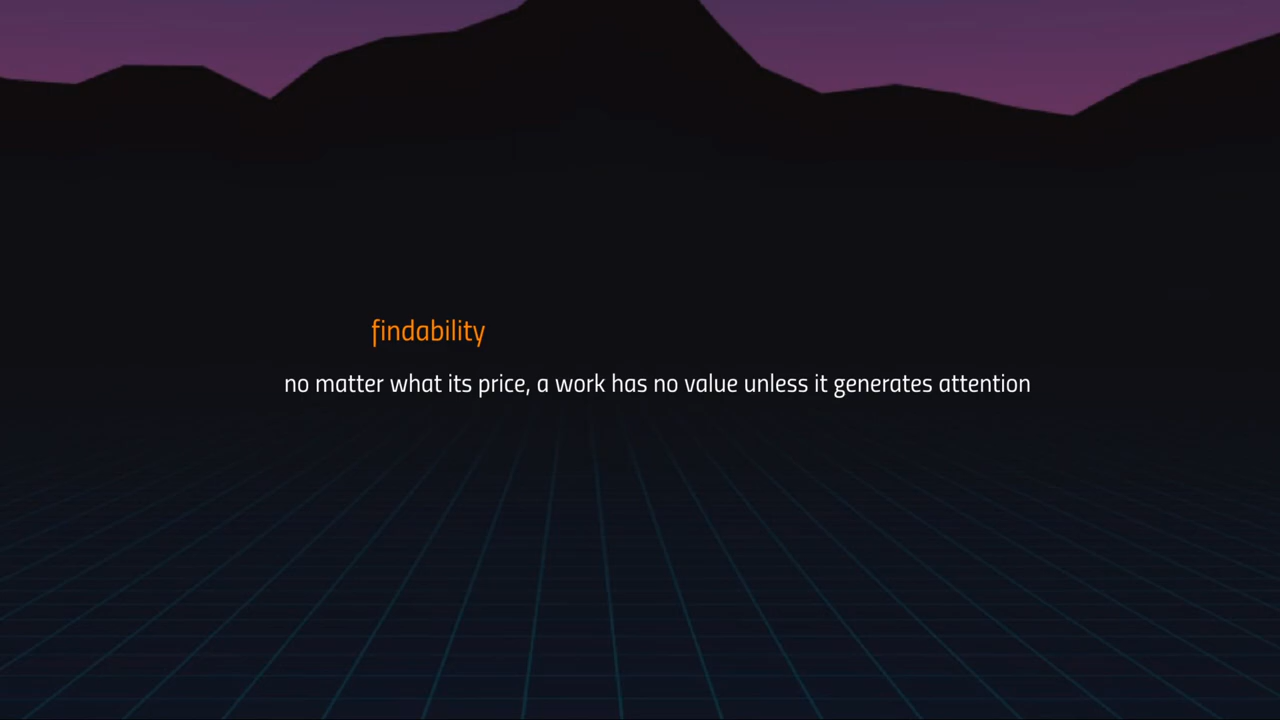 findability
no matter what its price, a work has no value unless it generates attention